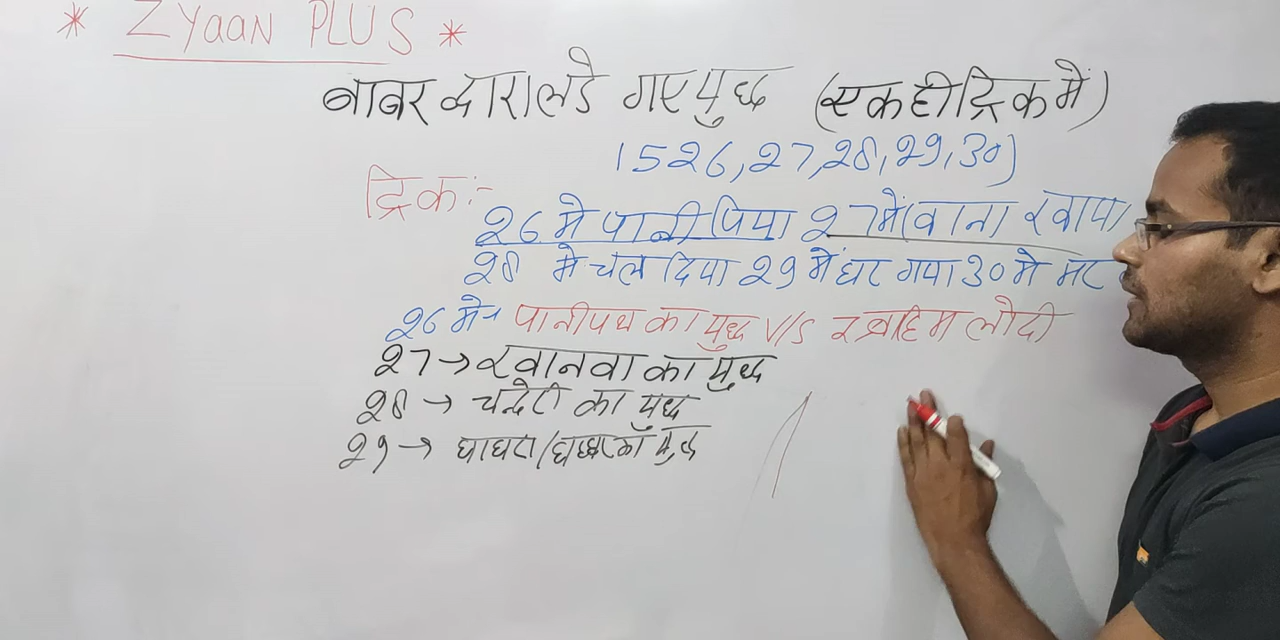 * ZYAAN PLUS *
बाबर द्वारा लडे गए युध्ध (एक ही ट्रिक में)
1526,27,28,29,30)
ट्रिक:-
26 मे पानी पिया 27 में खाना खाया
28 मे चल दिया 29 में घर गया 30 मे मर
26 मे→ पानीपथ का युध्ध V/S इब्राहिम लोदी
27→ खानवा का युध्ध
28 → चन्देरी का युध्ध
29 → घाघरा/घग्घर का युध्द